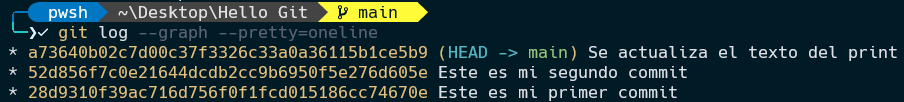 pwsh ~\Desktop\Hello Git main
git log --graph --pretty=oneline
* a73640b02c7d00c37f3326c33a0a36115b1ce5b9 (HEAD -> main) Se actualiza el texto del print
* 52d856f7c0e21644dcdb2cc9b6950f5e276d605e Este es mi segundo commit
* 28d9310f39ac716d756f0f1fcd015186cc74670e Este es mi primer commit